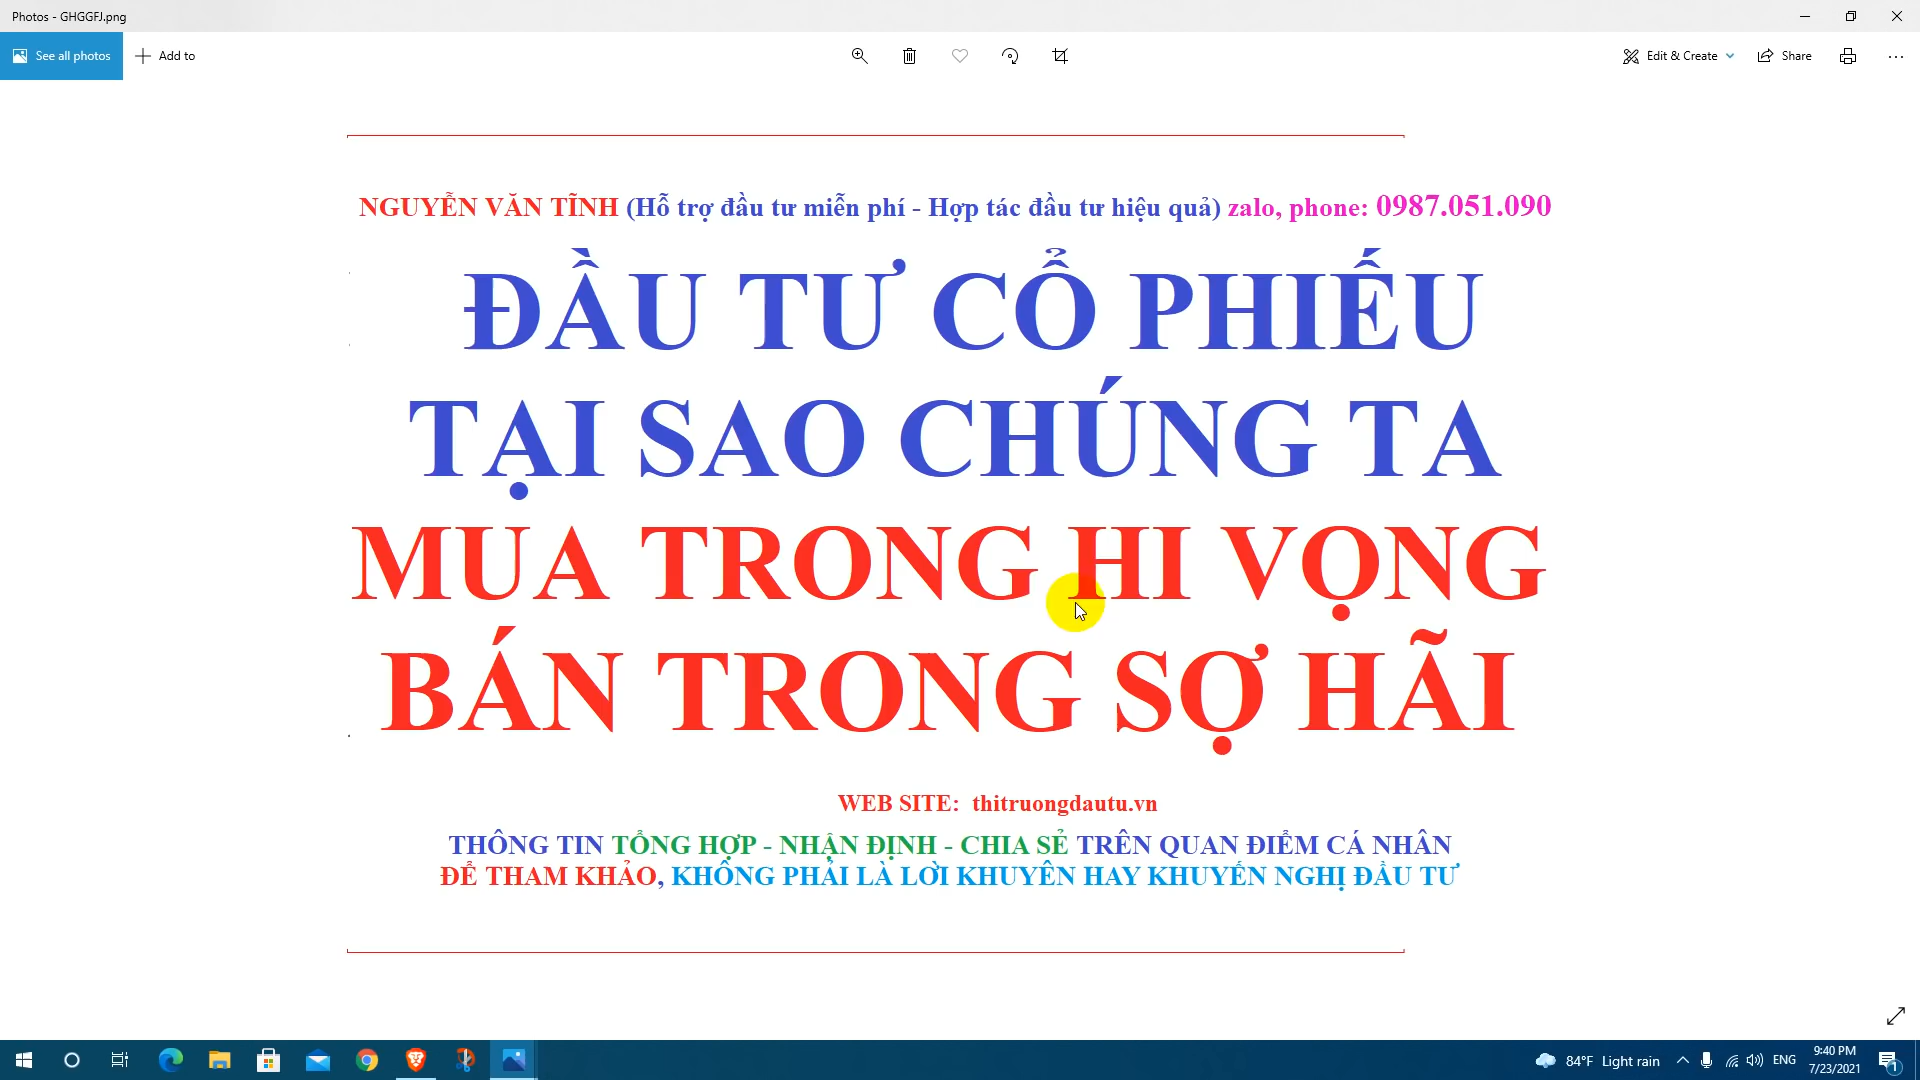 Photos - GHGGFJ.png
See all photos
Add to
Edit & Create
Share
NGUYỄN VĂN TĨNH (Hỗ trợ đầu tư miễn phí - Hợp tác đầu tư hiệu quả) zalo, phone: 0987.051.090
ĐẦU TƯ CỔ PHIẾU
TẠI SAO CHÚNG TA
MUA TRONG HI VỌNG
BÁN TRONG SỢ HÃI
WEB SITE: thitruongdautu.vn
THÔNG TIN TỔNG HỢP - NHẬN ĐỊNH - CHIA SẺ TRÊN QUAN ĐIỂM CÁ NHÂN
ĐỂ THAM KHẢO, KHÔNG PHẢI LÀ LỜI KHUYÊN HAY KHUYẾN NGHỊ ĐẦU TƯ
84°F Light rain
ENG
9:40 PM
7/23/2021
1